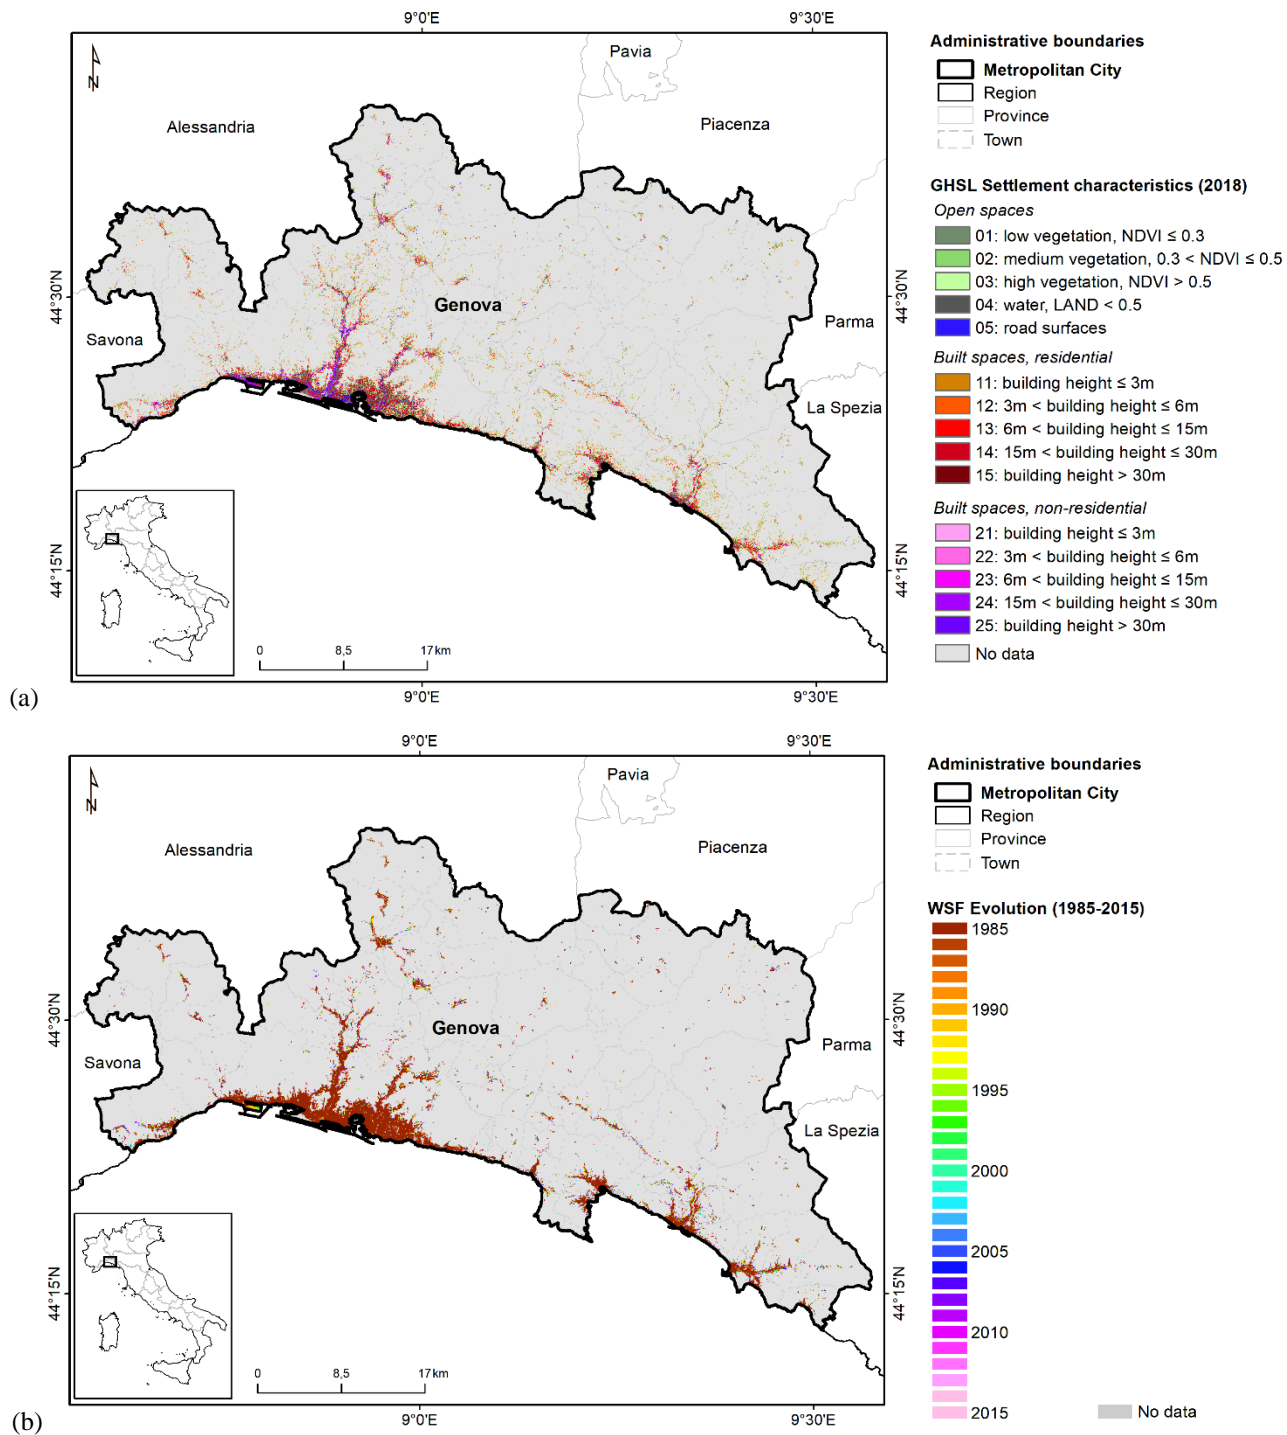 9°0'E
9°30'E
N
Pavia
Alessandria
Piacenza
44°30'N
44°30'N
Genova
Savona
Parma
La Spezia
44°15'N
44°15'N
0
8,5
17 km
9°0'E
9°30'E
(a)
Administrative boundaries
Metropolitan City
Region
Province
Town
GHSL Settlement characteristics (2018)
Open spaces
01: low vegetation, NDVI ≤ 0.3
02: medium vegetation, 0.3 < NDVI ≤ 0.5
03: high vegetation, NDVI > 0.5
04: water, LAND < 0.5
05: road surfaces
Built spaces, residential
11: building height ≤ 3m
12: 3m < building height ≤ 6m
13: 6m < building height ≤ 15m
14: 15m < building height ≤ 30m
15: building height > 30m
Built spaces, non-residential
21: building height ≤ 3m
22: 3m < building height ≤ 6m
23: 6m < building height ≤ 15m
24: 15m < building height ≤ 30m
25: building height > 30m
No data
9°0'E
9°30'E
N
Pavia
Alessandria
Piacenza
44°30'N
44°30'N
Genova
Savona
Parma
La Spezia
44°15'N
44°15'N
0
8,5
17 km
9°0'E
9°30'E
(b)
Administrative boundaries
Metropolitan City
Region
Province
Town
WSF Evolution (1985-2015)
1985
1990
1995
2000
2005
2010
2015
No data